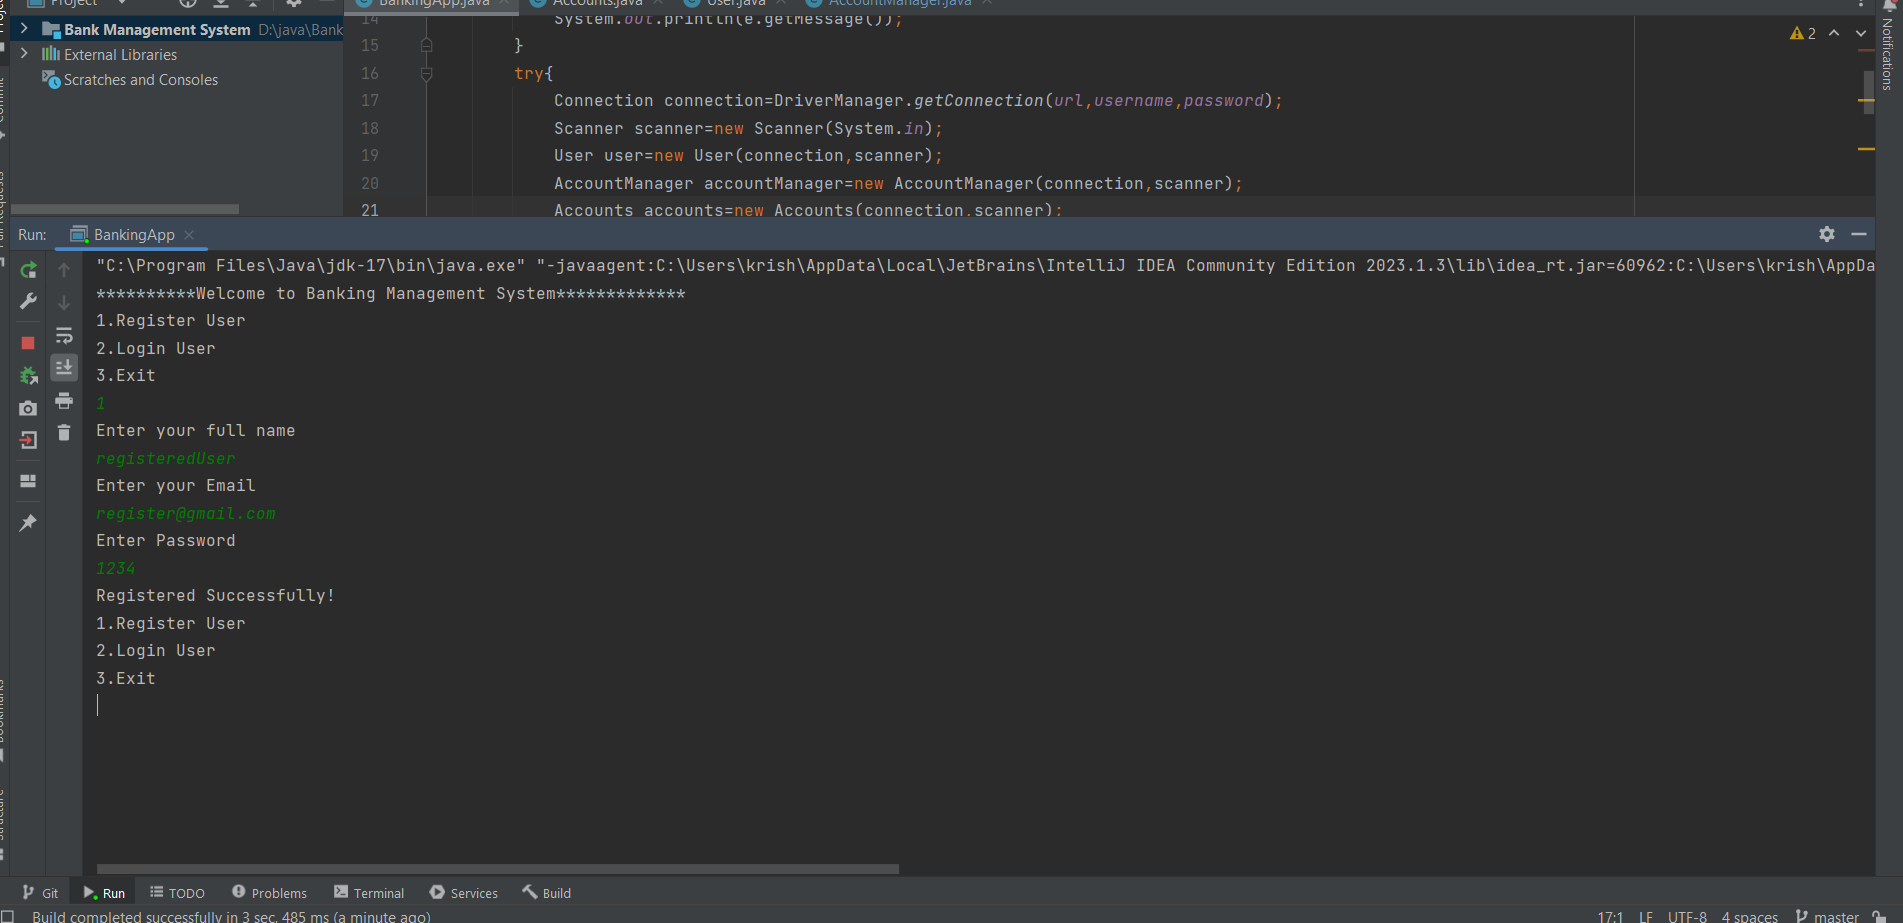 Project
BankingApp.java
Accounts.java
User.java
AccountManager.java
Bank Management System D:\java\Bank
External Libraries
Scratches and Consoles
14 System.out.println(e.getMessage());
15 }
16 try{
17 Connection connection=DriverManager.getConnection(url,username,password);
18 Scanner scanner=new Scanner(System.in);
19 User user=new User(connection,scanner);
20 AccountManager accountManager=new AccountManager(connection,scanner);
21 Accounts accounts=new Accounts(connection,scanner);
2
Notifications
Run: BankingApp
"C:\Program Files\Java\jdk-17\bin\java.exe" "-javaagent:C:\Users\krish\AppData\Local\JetBrains\IntelliJ IDEA Community Edition 2023.1.3\lib\idea_rt.jar=60962:C:\Users\krish\AppDa
**********Welcome to Banking Management System*************
1.Register User
2.Login User
3.Exit
1
Enter your full name
registeredUser
Enter your Email
register@gmail.com
Enter Password
1234
Registered Successfully!
1.Register User
2.Login User
3.Exit
Git
Run
TODO
Problems
Terminal
Services
Build
Build completed successfully in 3 sec, 485 ms (a minute ago)
17:1 LF UTF-8 4 spaces master